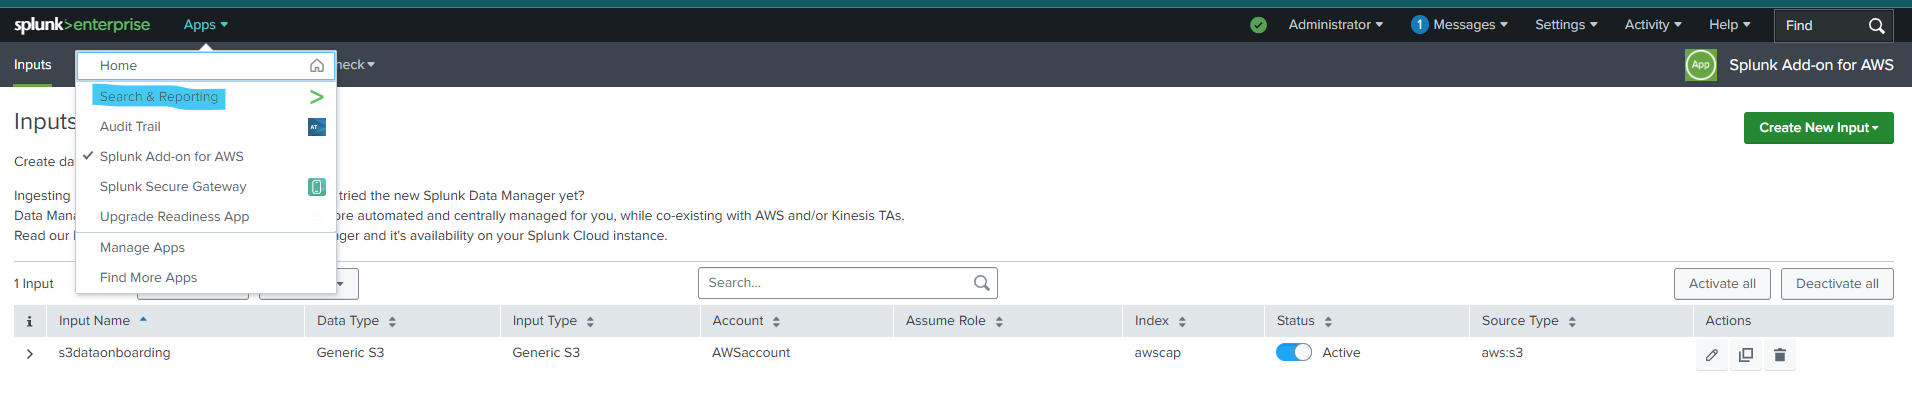 splunk>enterprise Apps Administrator 1 Messages Settings Activity Help Find
Inputs heck App Splunk Add-on for AWS
Home
Search & Reporting
Audit Trail AT
Splunk Add-on for AWS
Splunk Secure Gateway
Upgrade Readiness App
Manage Apps
Find More Apps
Inputs
Create New Input
Create da
Ingesting tried the new Splunk Data Manager yet?
Data Mana ore automated and centrally managed for you, while co-existing with AWS and/or Kinesis TAs.
Read our ager and it's availability on your Splunk Cloud instance.
1 Input Search... Activate all Deactivate all
i Input Name Data Type Input Type Account Assume Role Index Status Source Type Actions
s3dataonboarding Generic S3 Generic S3 AWSaccount awscap Active aws:s3